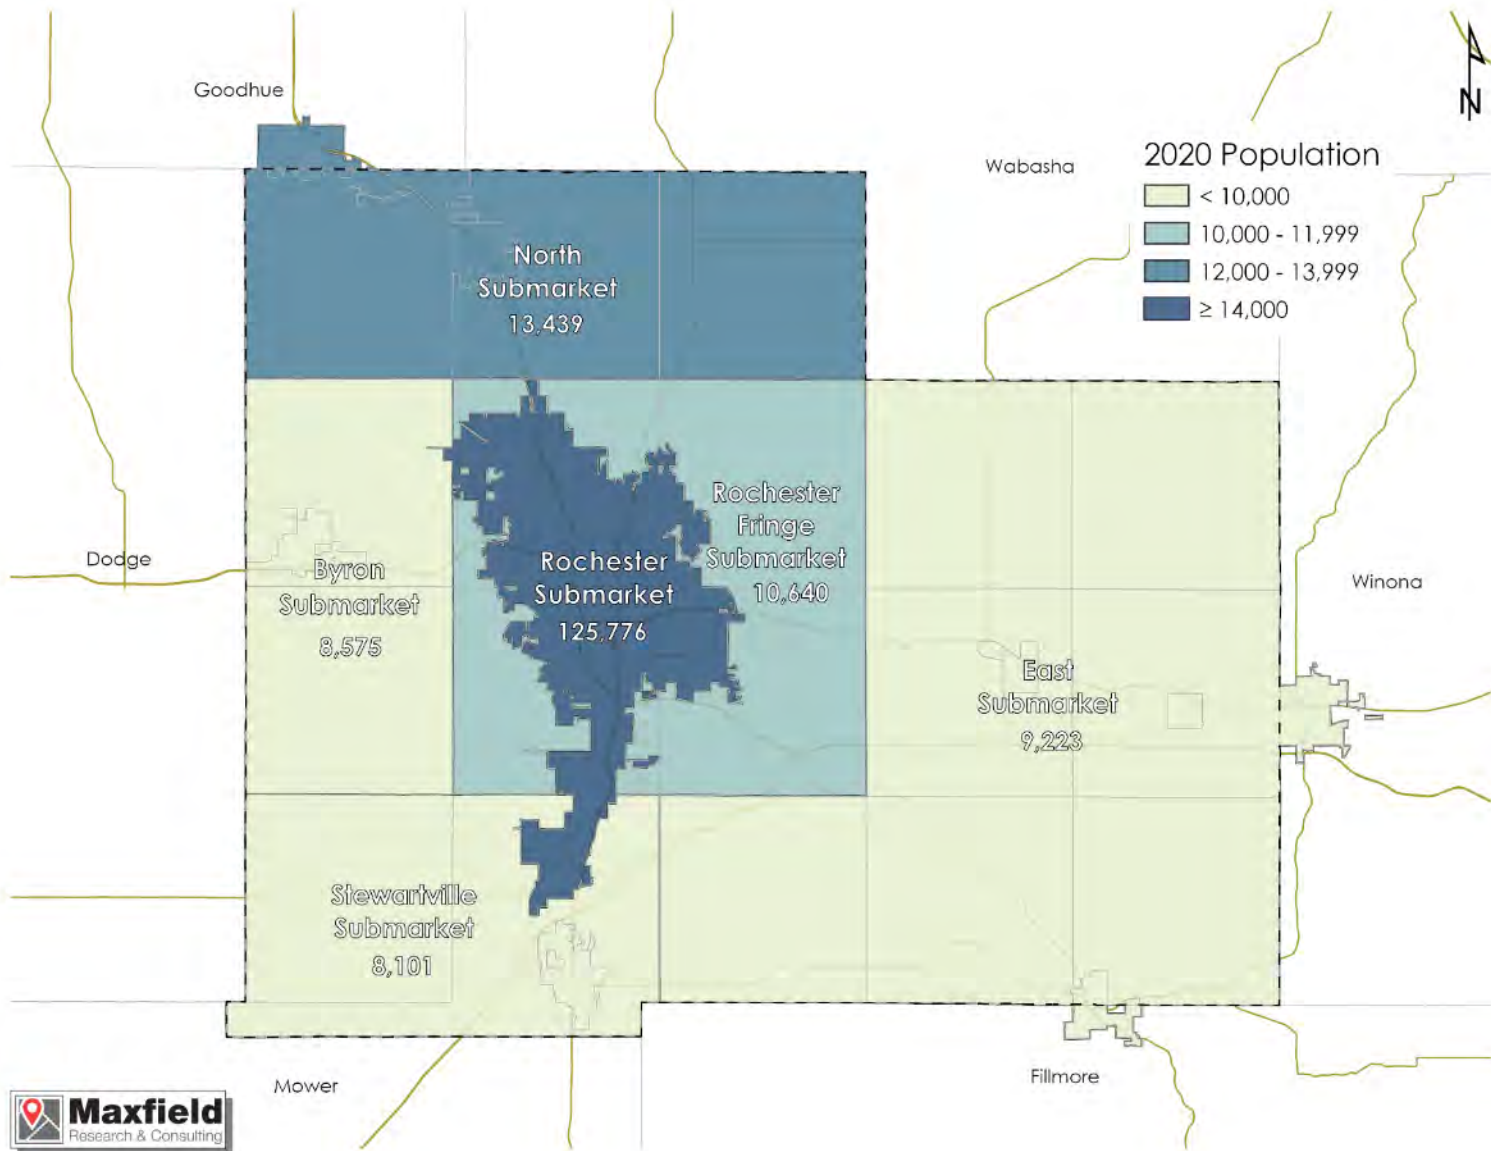 Goodhue
Wabasha
N
2020 Population
< 10,000
10,000 - 11,999
12,000 - 13,999
≥ 14,000
North
Submarket
13,439
Rochester
Fringe
Submarket
10,640
Dodge
Byron
Submarket
8,575
Rochester
Submarket
125,776
Winona
East
Submarket
9,223
Stewartville
Submarket
8,101
Mower
Fillmore
Maxfield
Research & Consulting